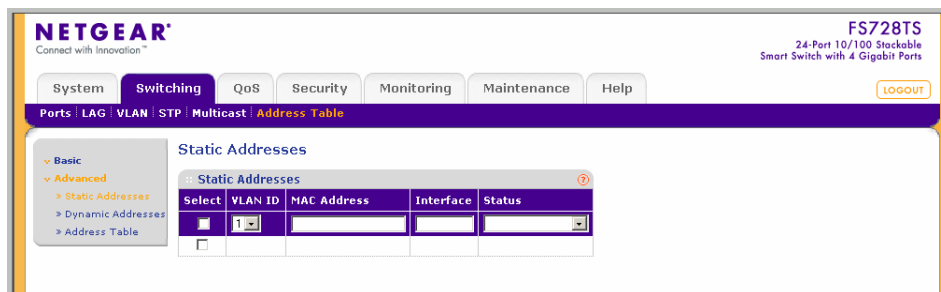 NETGEAR
Connect with Innovation™
FS728TS
24-Port 10/100 Stackable
Smart Switch with 4 Gigabit Ports
System Switching QoS Security Monitoring Maintenance Help LOGOUT
Ports LAG VLAN STP Multicast Address Table
Basic
Advanced
» Static Addresses
» Dynamic Addresses
» Address Table
Static Addresses
Static Addresses ?
Select VLAN ID MAC Address Interface Status
1